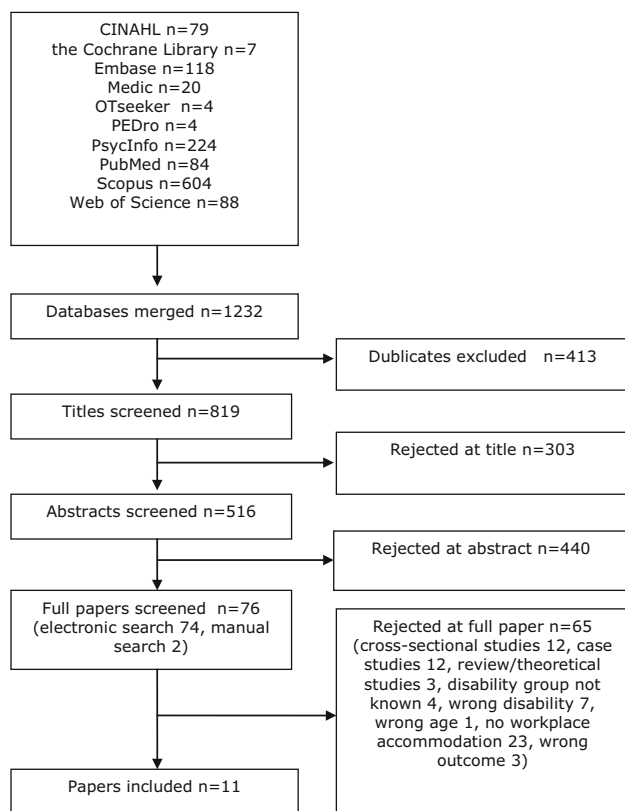 CINAHL n=79
the Cochrane Library n=7
Embase n=118
Medic n=20
OTseeker n=4
PEDro n=4
PsycInfo n=224
PubMed n=84
Scopus n=604
Web of Science n=88
Databases merged n=1232
Dublicates excluded n=413
Titles screened n=819
Rejected at title n=303
Abstracts screened n=516
Rejected at abstract n=440
Full papers screened n=76
(electronic search 74, manual
search 2)
Rejected at full paper n=65
(cross-sectional studies 12, case
studies 12, review/theoretical
studies 3, disability group not
known 4, wrong disability 7,
wrong age 1, no workplace
accommodation 23, wrong
outcome 3)
Papers included n=11